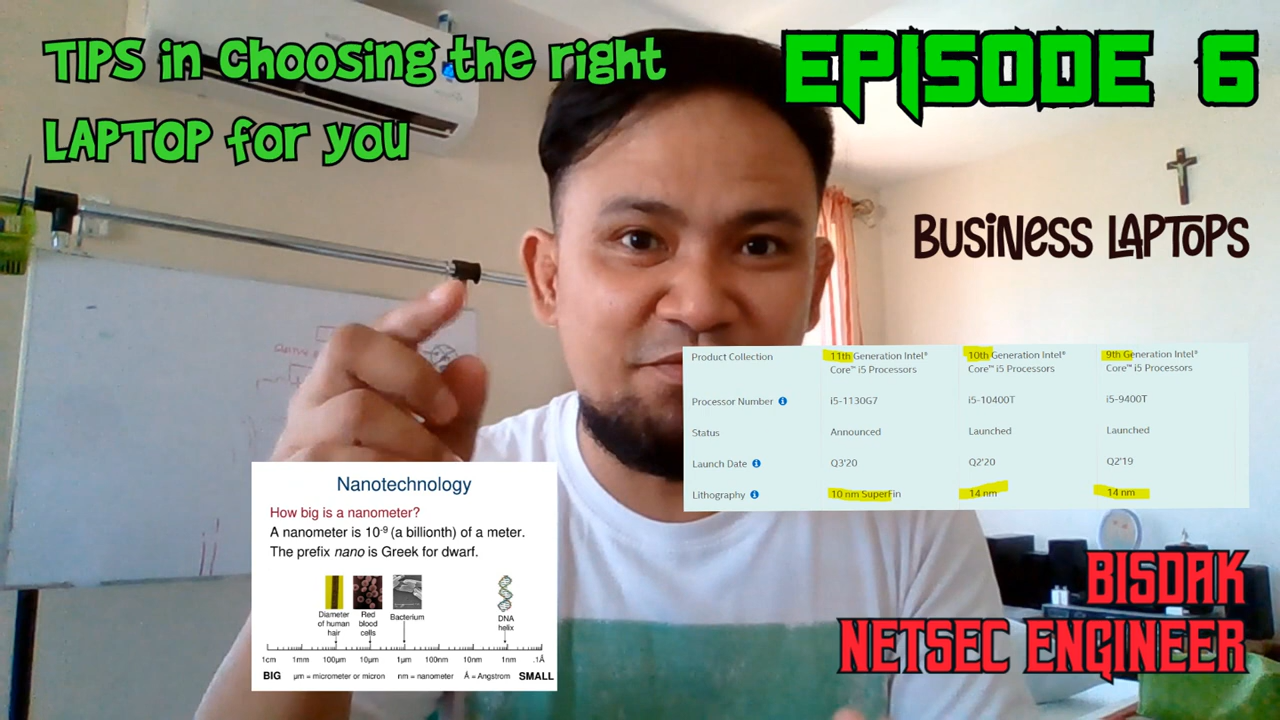 TIPS in choosing the right
LAPTOP for you
EPISODE 6
BUSINESS LAPTOPS
Product Collection 11th Generation Intel® Core™ i5 Processors 10th Generation Intel® Core™ i5 Processors 9th Generation Intel® Core™ i5 Processors
Processor Number i5-1130G7 i5-10400T i5-9400T
Status Announced Launched Launched
Launch Date Q3'20 Q2'20 Q2'19
Lithography 10 nm SuperFin 14 nm 14 nm
Nanotechnology
How big is a nanometer?
A nanometer is 10⁻⁹ (a billionth) of a meter.
The prefix nano is Greek for dwarf.
Diameter of human hair
Red blood cells
Bacterium
DNA helix
1cm 1mm 100µm 10µm 1µm 100nm 10nm 1nm .1Å
BIG µm = micrometer or micron nm = nanometer Å = Angstrom SMALL
BISDAK
NETSEC ENGINEER